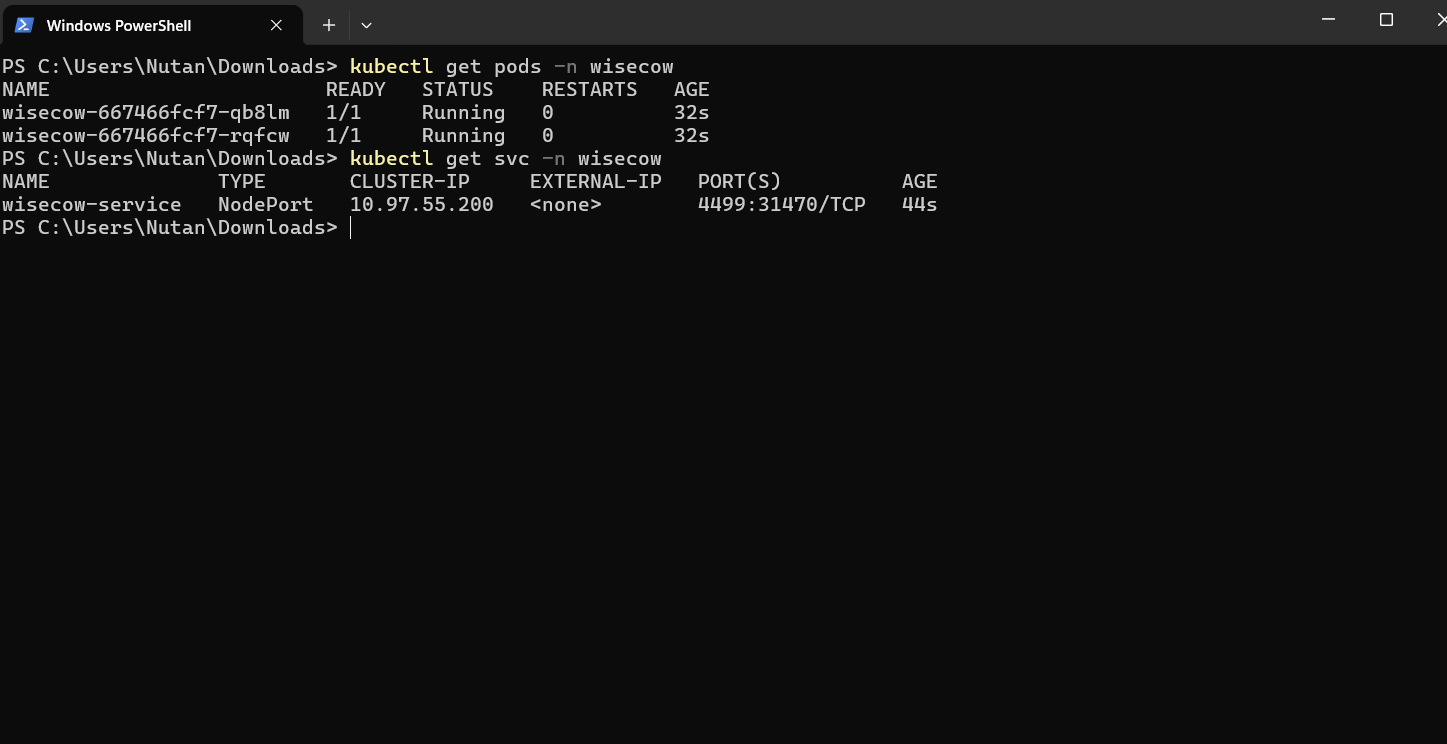 Windows PowerShell
PS C:\Users\Nutan\Downloads> kubectl get pods -n wisecow
NAME                       READY   STATUS    RESTARTS   AGE
wisecow-667466fcf7-qb8lm   1/1     Running   0          32s
wisecow-667466fcf7-rqfcw   1/1     Running   0          32s
PS C:\Users\Nutan\Downloads> kubectl get svc -n wisecow
NAME              TYPE       CLUSTER-IP     EXTERNAL-IP   PORT(S)          AGE
wisecow-service   NodePort   10.97.55.200   <none>        4499:31470/TCP   44s
PS C:\Users\Nutan\Downloads>